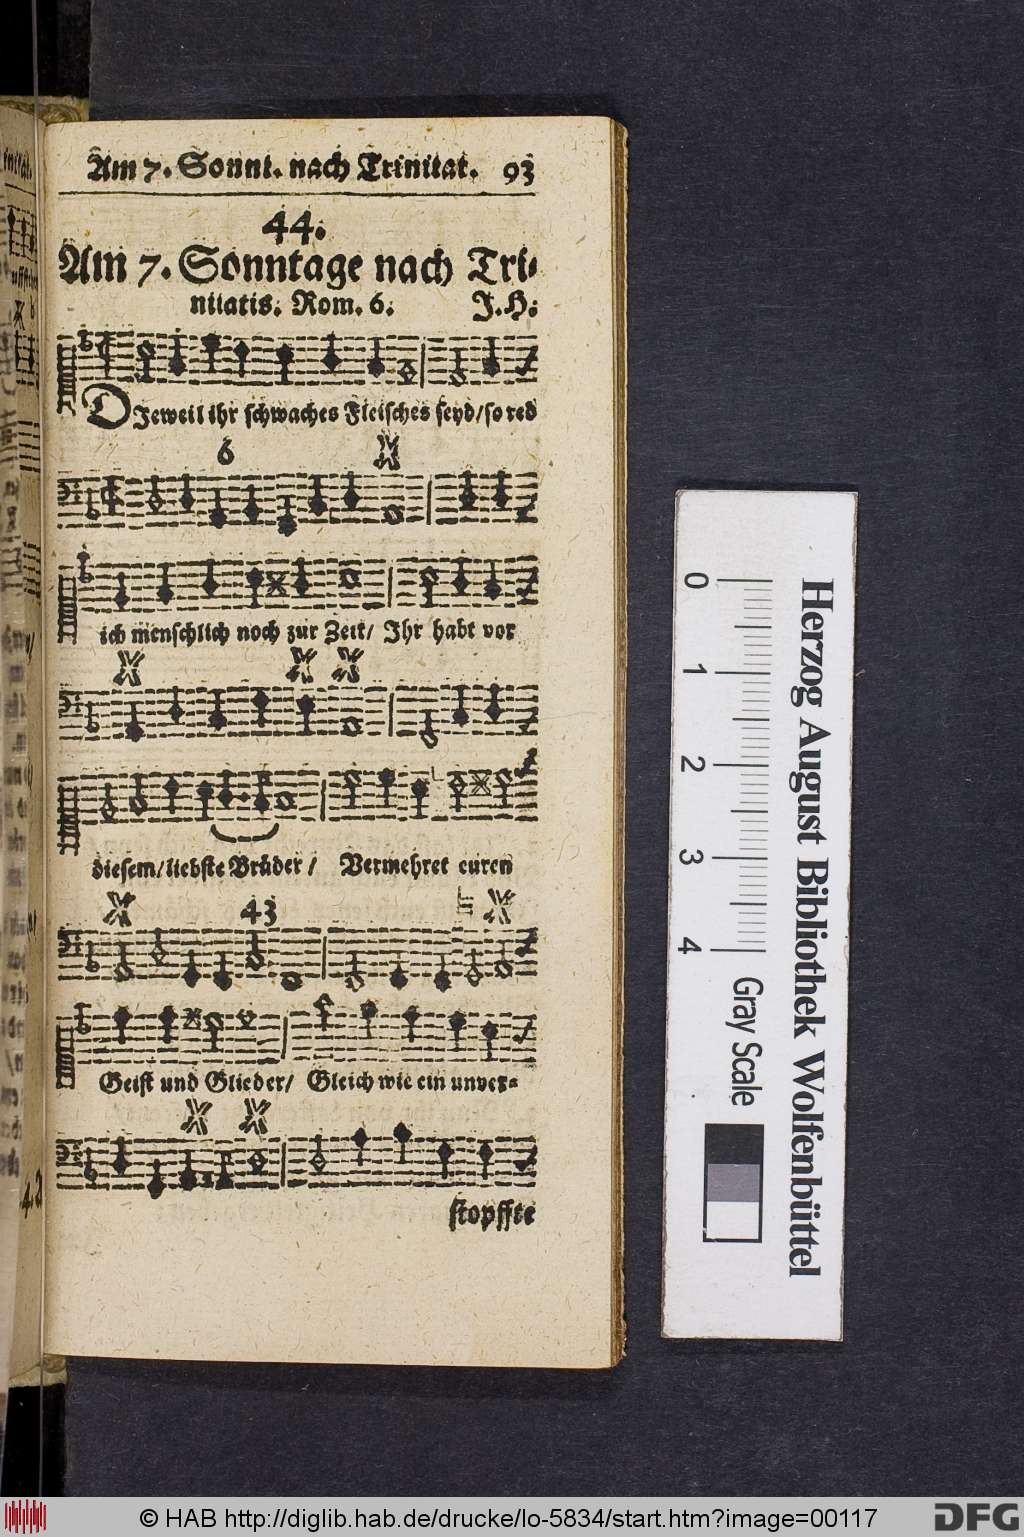 Am 7. Sonnt. nach Trinitat. 93
44.
Am 7. Sonntage nach Tri-
nitatis. Rom. 6. J. H.
DJeweil ihr schwaches Fleisches seyd/so red
6
ich menschlich noch zur Zeit/ Ihr habt vor
diesem/liebste Brüder/ Vermehret euren
43
Geist und Glieder/ Gleich wie ein unver-
stopffte
0 1 2 3 4
Gray Scale
Herzog August Bibliothek Wolfenbüttel
© HAB http://diglib.hab.de/drucke/lo-5834/start.htm?image=00117
DFG